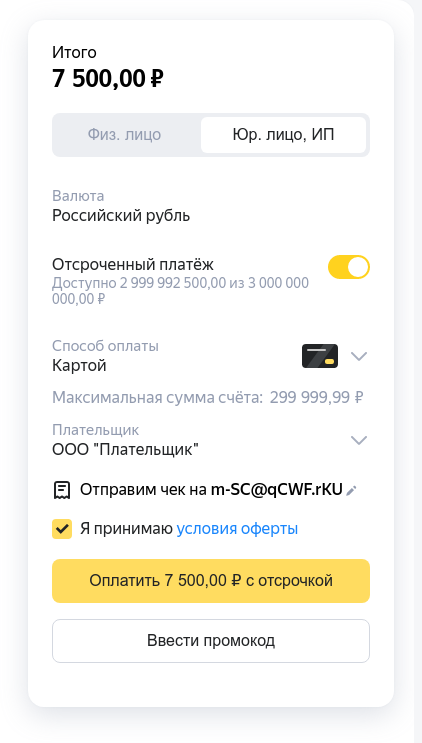 Итого
7 500,00 ₽
Физ. лицо
Юр. лицо, ИП
Валюта
Российский рубль
Отсроченный платёж
Доступно 2 999 992 500,00 из 3 000 000
000,00 ₽
Способ оплаты
Картой
Максимальная сумма счёта: 299 999,99 ₽
Плательщик
ООО "Плательщик"
Отправим чек на m-SC@qCWF.rKU
Я принимаю условия оферты
Оплатить 7 500,00 ₽ с отсрочкой
Ввести промокод